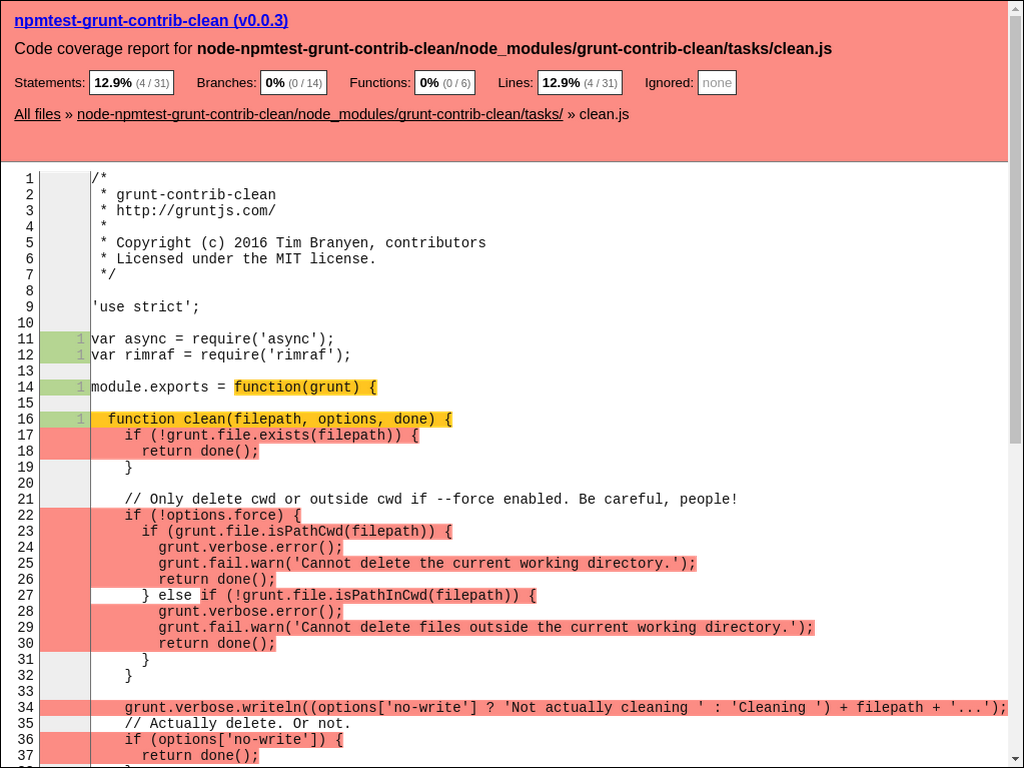 npmtest-grunt-contrib-clean (v0.0.3)
Code coverage report for node-npmtest-grunt-contrib-clean/node_modules/grunt-contrib-clean/tasks/clean.js
Statements: 12.9% (4 / 31) Branches: 0% (0 / 14) Functions: 0% (0 / 6) Lines: 12.9% (4 / 31) Ignored: none
All files » node-npmtest-grunt-contrib-clean/node_modules/grunt-contrib-clean/tasks/ » clean.js
1 /*
2  * grunt-contrib-clean
3  * http://gruntjs.com/
4  *
5  * Copyright (c) 2016 Tim Branyen, contributors
6  * Licensed under the MIT license.
7  */
8
9 'use strict';
10
11 1 var async = require('async');
12 1 var rimraf = require('rimraf');
13
14 1 module.exports = function(grunt) {
15
16 1   function clean(filepath, options, done) {
17     if (!grunt.file.exists(filepath)) {
18       return done();
19     }
20
21     // Only delete cwd or outside cwd if --force enabled. Be careful, people!
22     if (!options.force) {
23       if (grunt.file.isPathCwd(filepath)) {
24         grunt.verbose.error();
25         grunt.fail.warn('Cannot delete the current working directory.');
26         return done();
27       } else if (!grunt.file.isPathInCwd(filepath)) {
28         grunt.verbose.error();
29         grunt.fail.warn('Cannot delete files outside the current working directory.');
30         return done();
31       }
32     }
33
34     grunt.verbose.writeln((options['no-write'] ? 'Not actually cleaning ' : 'Cleaning ') + filepath + '...');
35     // Actually delete. Or not.
36     if (options['no-write']) {
37       return done();